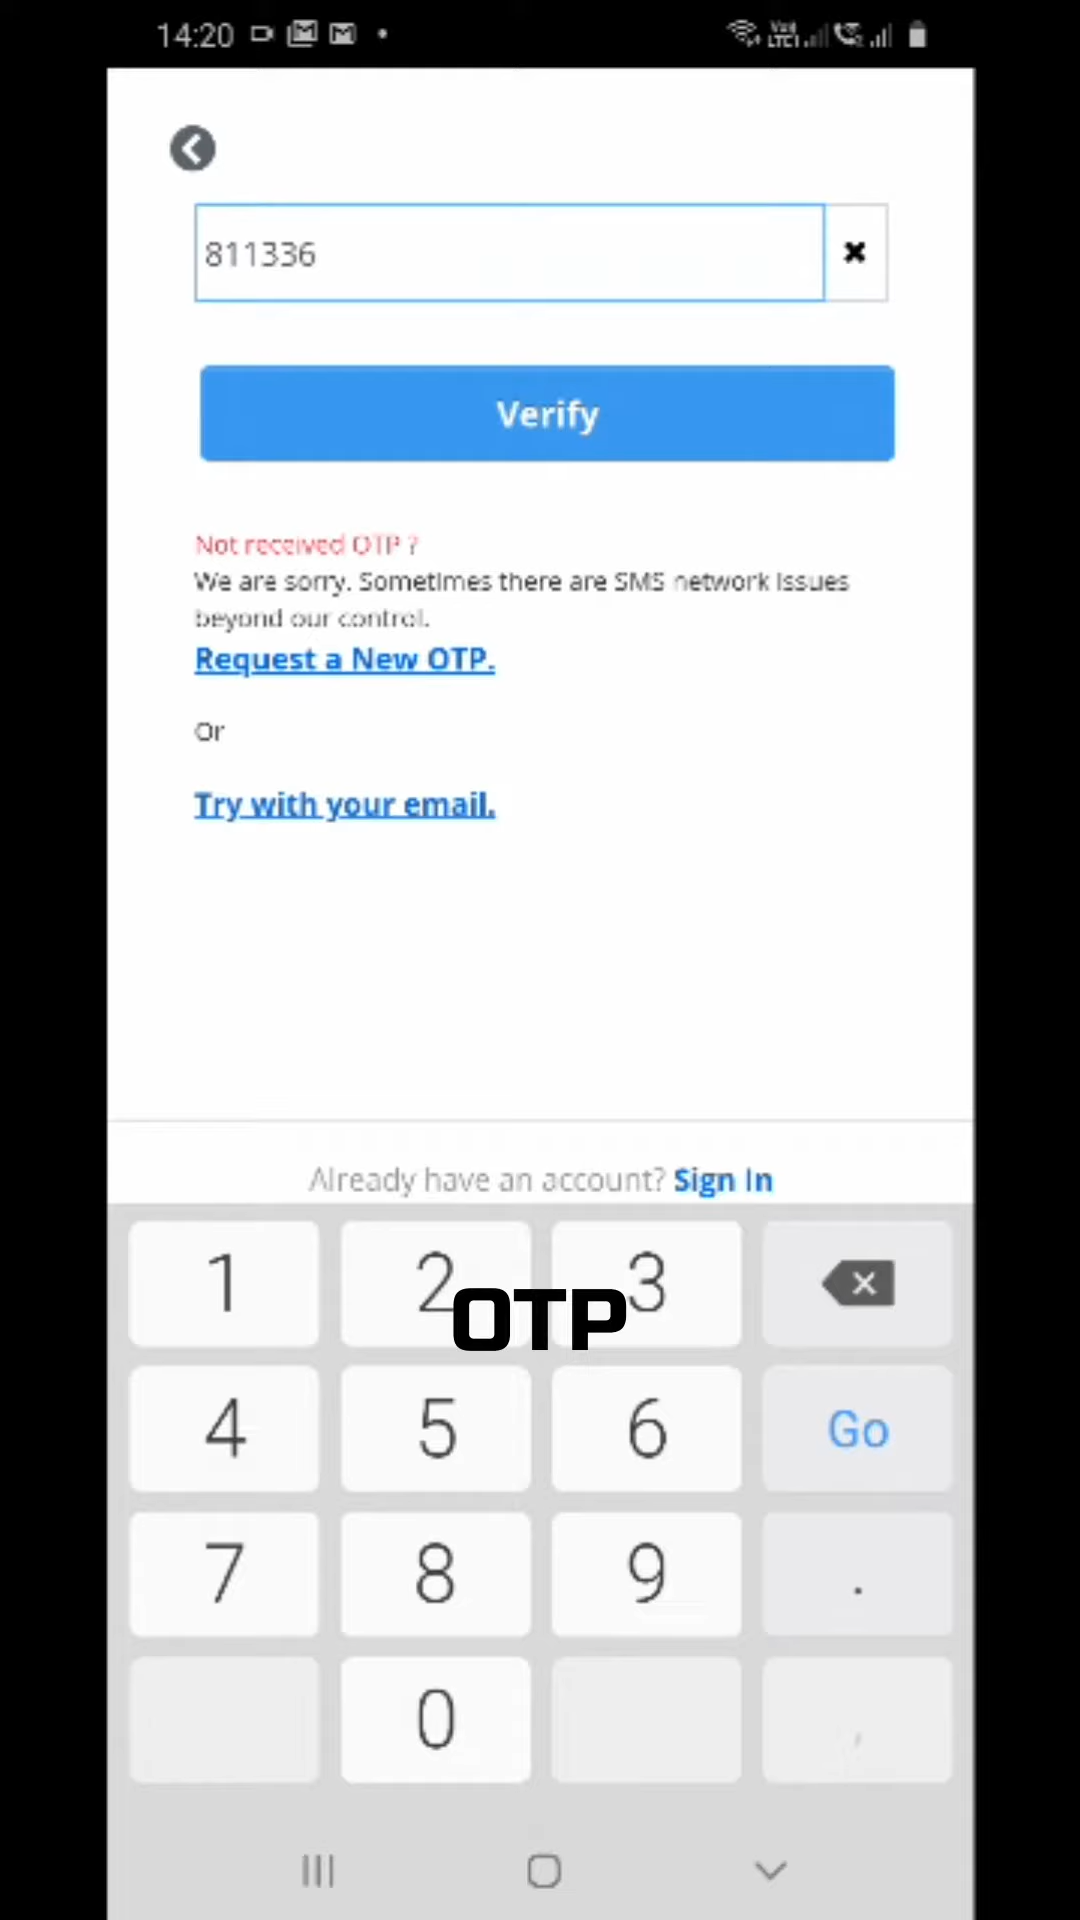 14:20
811336
Verify
Not received OTP ?
We are sorry. Sometimes there are SMS network issues
beyond our control.
Request a New OTP.
Or
Try with your email.
Already have an account? Sign In
1 2 3
OTP
4 5 6 Go
7 8 9 .
0 ,